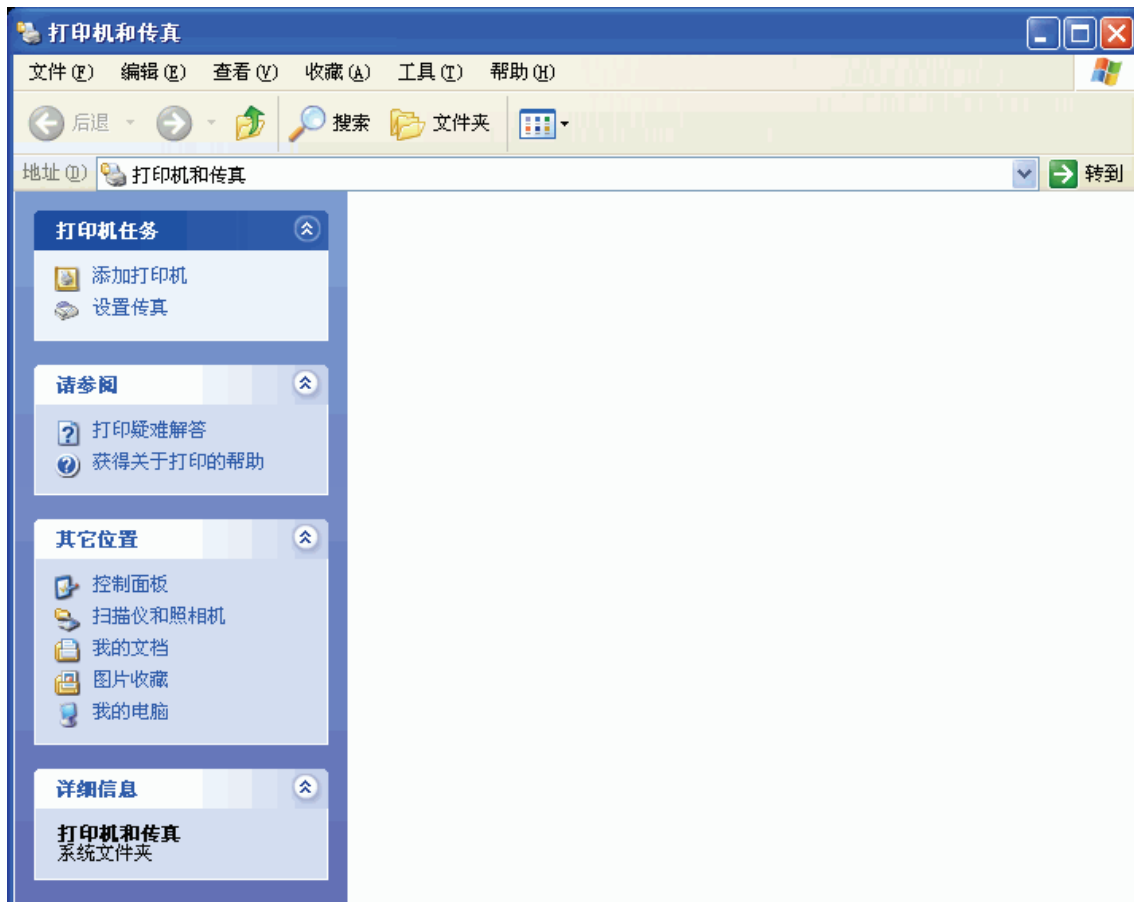 打印机和传真
文件(F) 编辑(E) 查看(V) 收藏(A) 工具(T) 帮助(H)
后退 搜索 文件夹
地址(D) 打印机和传真 转到
打印机任务
添加打印机
设置传真
请参阅
打印疑难解答
获得关于打印的帮助
其它位置
控制面板
扫描仪和照相机
我的文档
图片收藏
我的电脑
详细信息
打印机和传真
系统文件夹